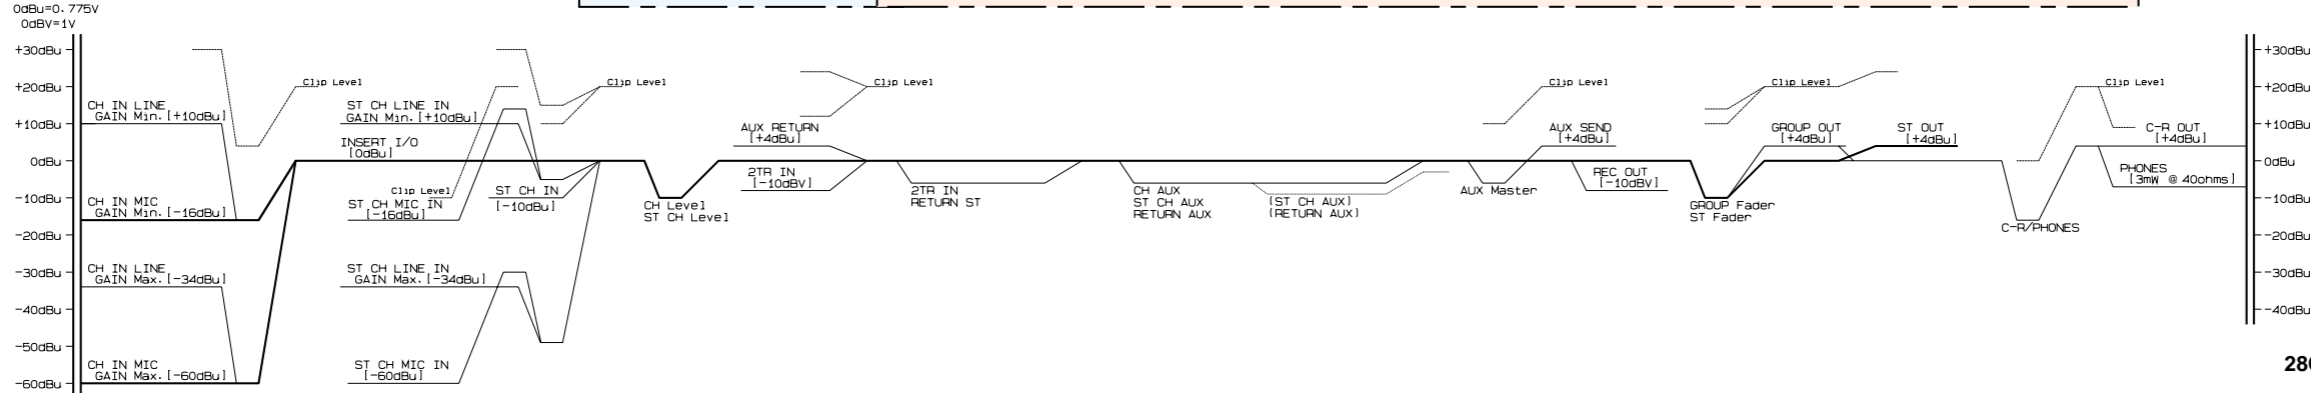 0dBu=0.775V
0dBV=1V
+30dBu
+20dBu
+10dBu
0dBu
-10dBu
-20dBu
-30dBu
-40dBu
-50dBu
-60dBu
CH IN LINE
GAIN Min. [+10dBu]
CH IN MIC
GAIN Min. [-16dBu]
CH IN LINE
GAIN Max. [-34dBu]
CH IN MIC
GAIN Max. [-60dBu]
Clip Level
ST CH LINE IN
GAIN Min. [+10dBu]
INSERT I/O
[0dBu]
Clip Level
ST CH MIC IN
[-16dBu]
ST CH LINE IN
GAIN Max. [-34dBu]
ST CH MIC IN
[-60dBu]
ST CH IN
[-10dBu]
Clip Level
CH Level
ST CH Level
AUX RETURN
[+4dBu]
2TR IN
[-10dBV]
Clip Level
2TR IN
RETURN ST
CH AUX
ST CH AUX
RETURN AUX
(ST CH AUX)
(RETURN AUX)
AUX Master
Clip Level
AUX SEND
[+4dBu]
REC OUT
[-10dBV]
GROUP Fader
ST Fader
Clip Level
GROUP OUT
[+4dBu]
ST OUT
[+4dBu]
C-R/PHONES
Clip Level
C-R OUT
[+4dBu]
PHONES
[3mW @ 40ohms]
+30dBu
+20dBu
+10dBu
0dBu
-10dBu
-20dBu
-30dBu
-40dBu